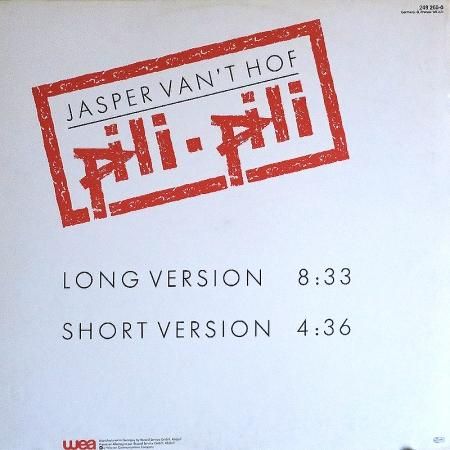 JASPER VAN'T HOF
pili-pili
LONG VERSION 8:33
SHORT VERSION 4:36
wea